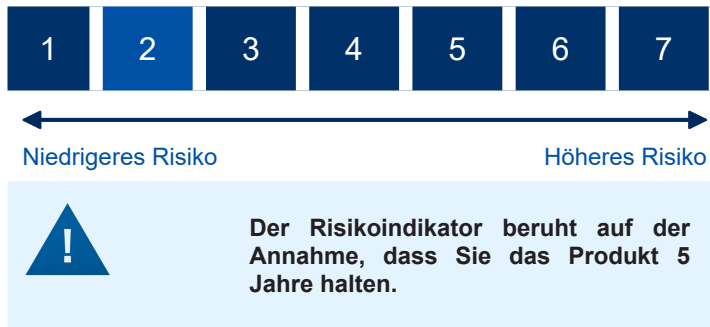 1 2 3 4 5 6 7
Niedrigeres Risiko Höheres Risiko
!
Der Risikoindikator beruht auf der
Annahme, dass Sie das Produkt 5
Jahre halten.